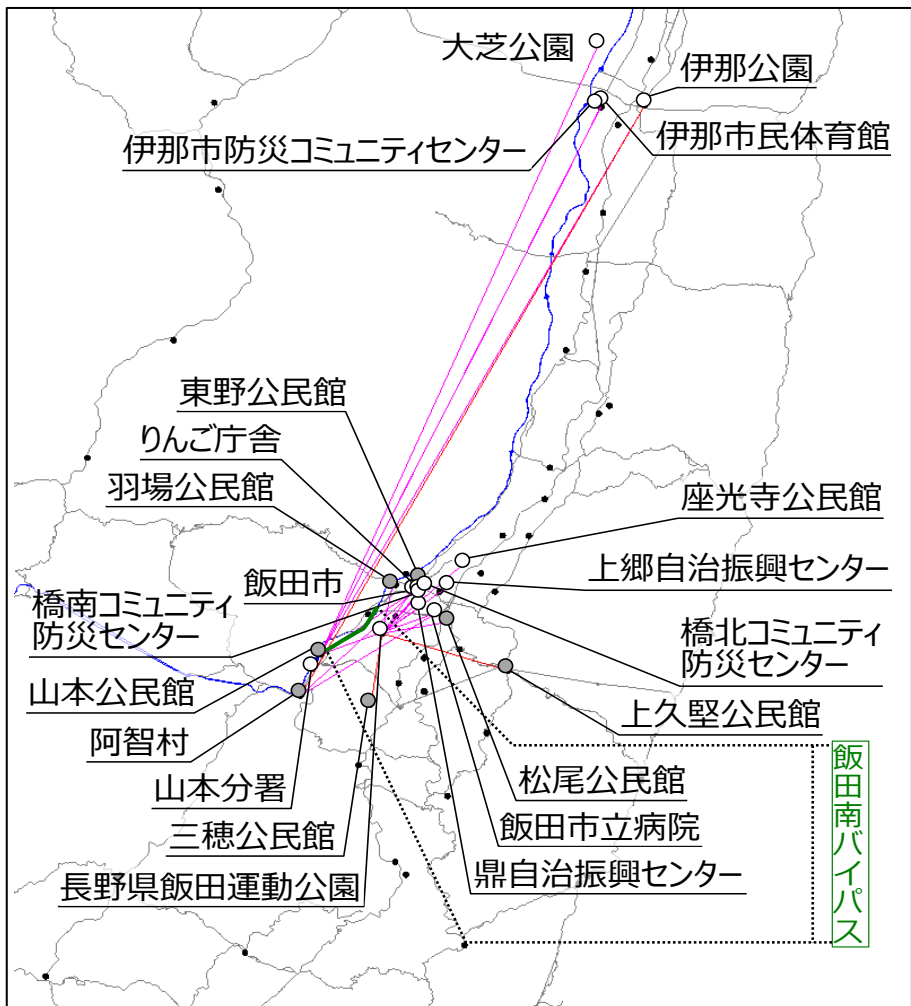 大芝公園
伊那公園
伊那市防災コミュニティセンター
伊那市民体育館
東野公民館
りんご庁舎
羽場公民館
座光寺公民館
上郷自治振興センター
飯田市
橋南コミュニティ
防災センター
橋北コミュニティ
防災センター
山本公民館
上久堅公民館
阿智村
山本分署
松尾公民館
三穂公民館
飯田市立病院
長野県飯田運動公園
鼎自治振興センター
飯田南バイパス